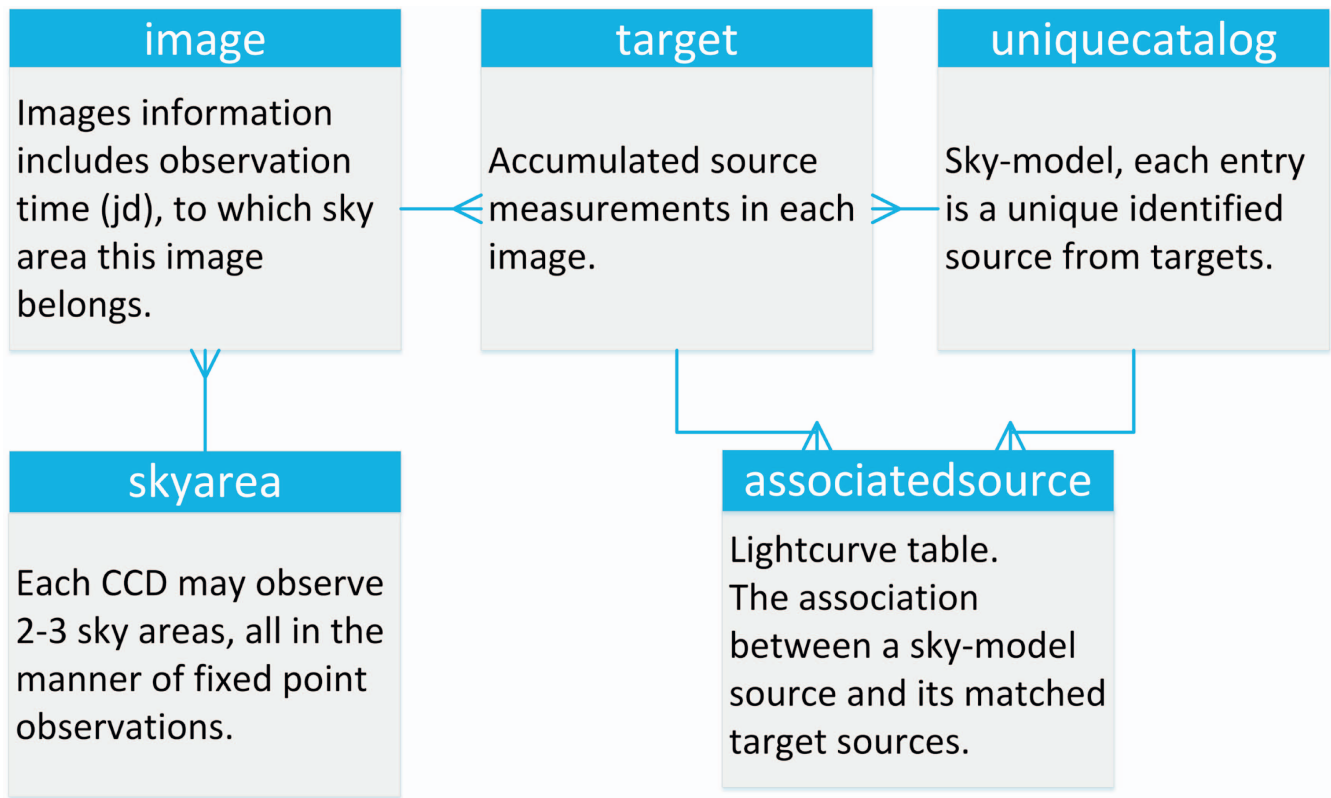 image
Images information
includes observation
time (jd), to which sky
area this image
belongs.
target
Accumulated source
measurements in each
image.
uniquecatalog
Sky-model, each entry
is a unique identified
source from targets.
skyarea
Each CCD may observe
2-3 sky areas, all in the
manner of fixed point
observations.
associatedsource
Lightcurve table.
The association
between a sky-model
source and its matched
target sources.